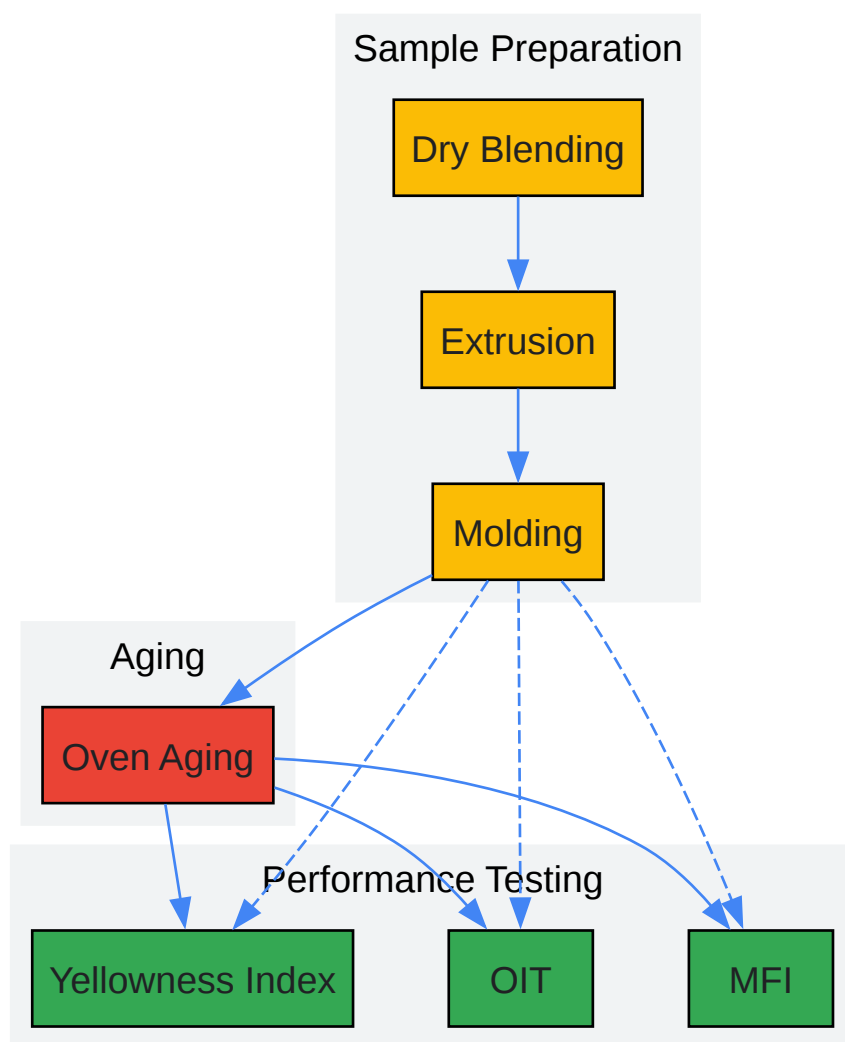 Sample Preparation
Dry Blending
Extrusion
Molding
Aging
Oven Aging
Performance Testing
Yellowness Index
OIT
MFI